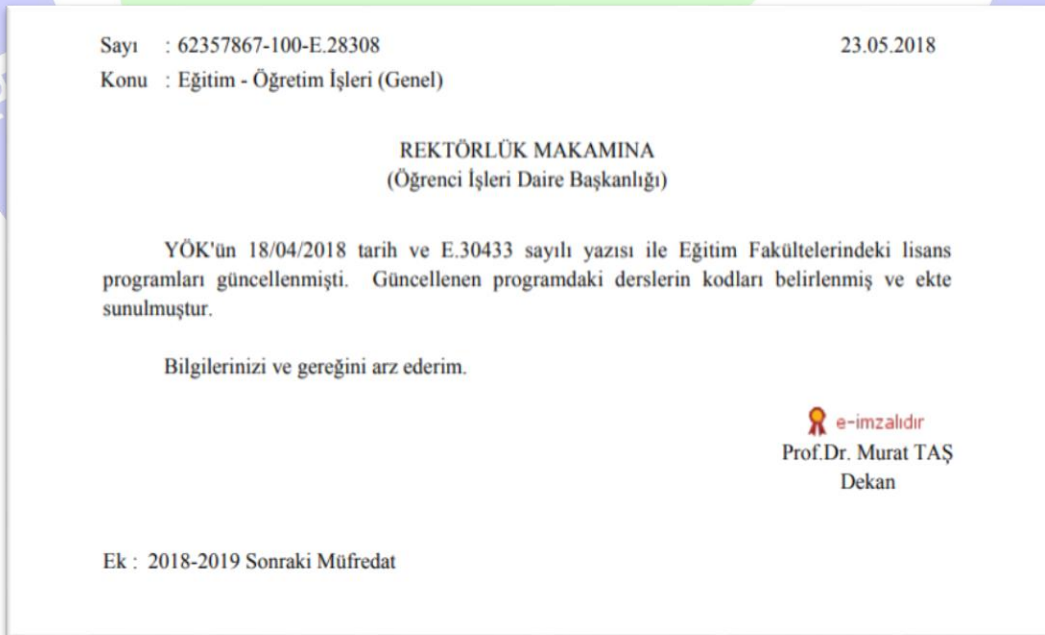 Sayı : 62357867-100-E.28308 23.05.2018
Konu : Eğitim - Öğretim İşleri (Genel)
REKTÖRLÜK MAKAMINA
(Öğrenci İşleri Daire Başkanlığı)
YÖK'ün 18/04/2018 tarih ve E.30433 sayılı yazısı ile Eğitim Fakültelerindeki lisans
programları güncellenmişti. Güncellenen programdaki derslerin kodları belirlenmiş ve ekte
sunulmuştur.
Bilgilerinizi ve gereğini arz ederim.
e-imzalıdır
Prof.Dr. Murat TAŞ
Dekan
Ek : 2018-2019 Sonraki Müfredat